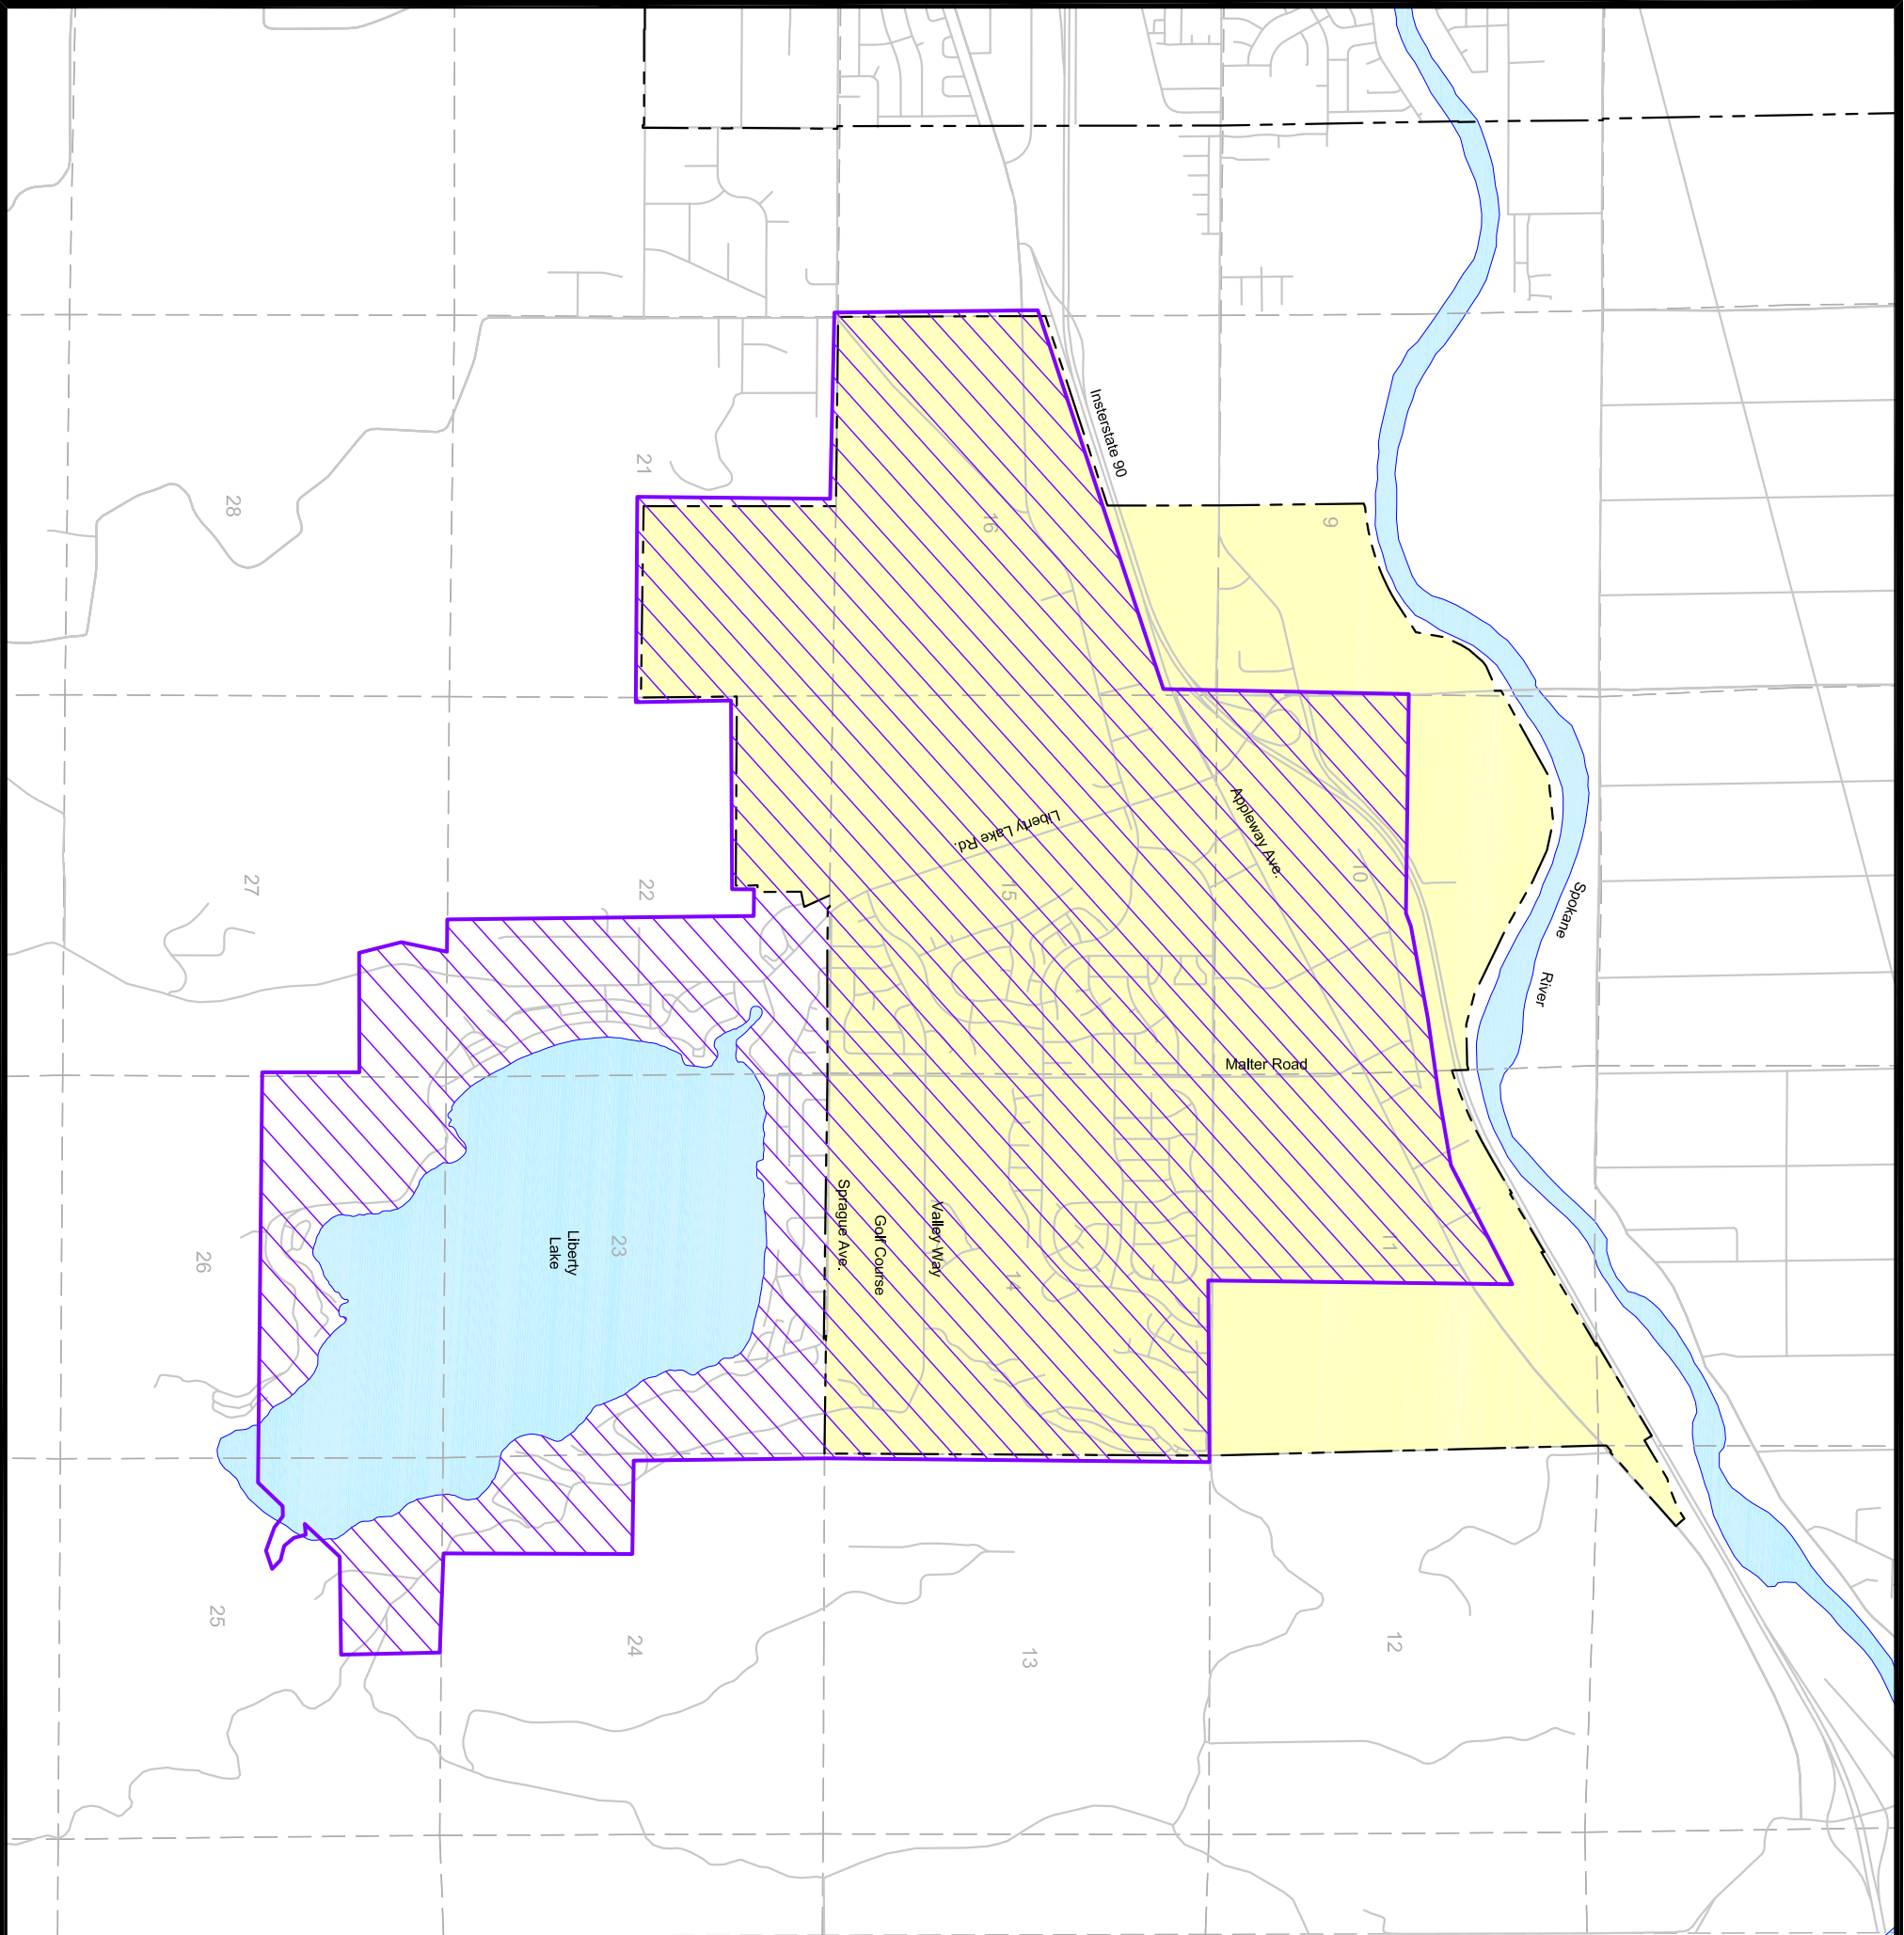 Insterstate 90
21
28
16
9
Liberty Lake Rd.
Appleway Ave.
10
27
22
15
Spokane
River
Malter Road
Sprague Ave.
Golf Course
Valley Way
Liberty
Lake
23
26
14
11
25
24
13
12